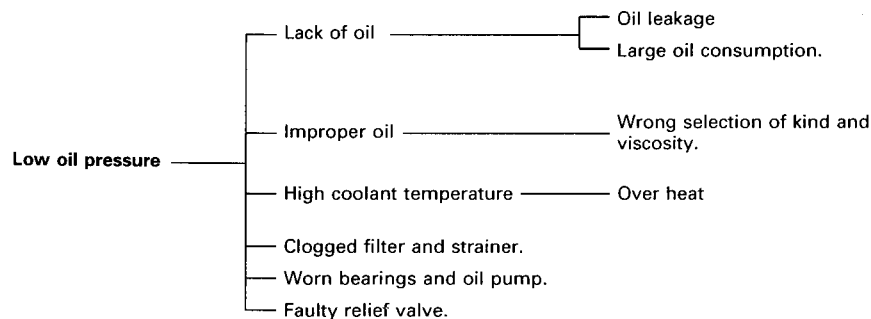 Low oil pressure
Lack of oil
Oil leakage
Large oil consumption.
Improper oil
Wrong selection of kind and
viscosity.
High coolant temperature
Over heat
Clogged filter and strainer.
Worn bearings and oil pump.
Faulty relief valve.